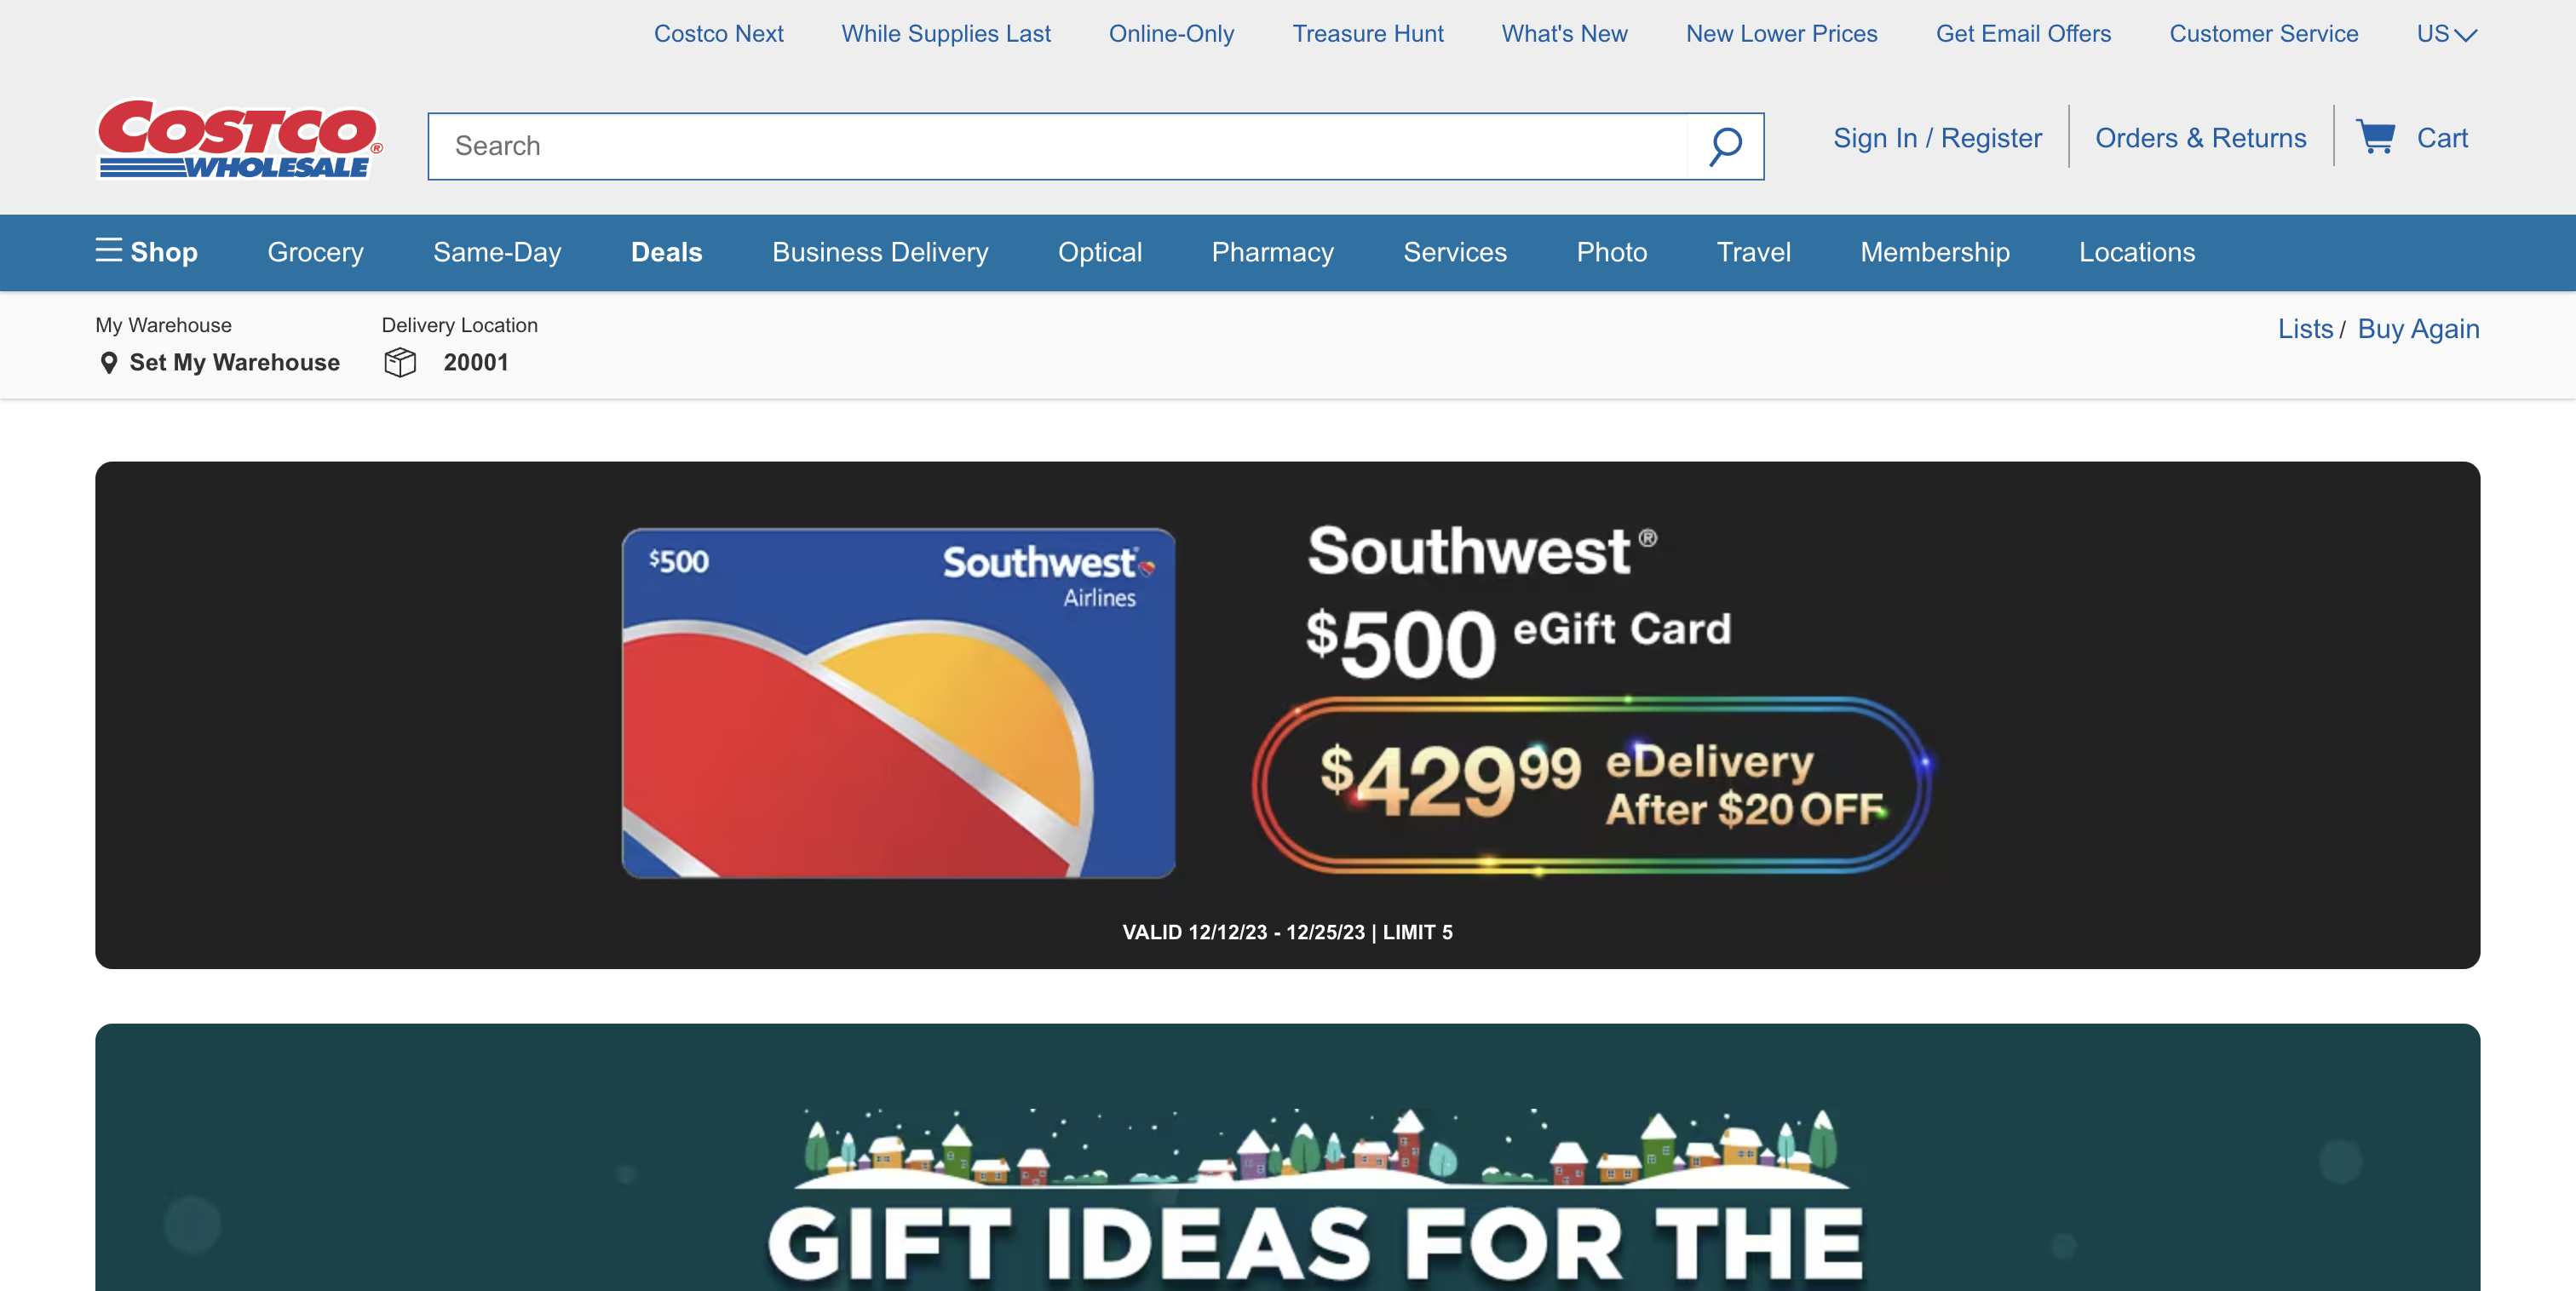 Costco Next While Supplies Last Online-Only Treasure Hunt What's New New Lower Prices Get Email Offers Customer Service US
COSTCO®
WHOLESALE
Search
Sign In / Register Orders & Returns Cart
Shop Grocery Same-Day Deals Business Delivery Optical Pharmacy Services Photo Travel Membership Locations
My Warehouse
Set My Warehouse
Delivery Location
20001
Lists / Buy Again
$500
Southwest®
Airlines
Southwest®
$500 eGift Card
$429.99 eDelivery
After $20 OFF
VALID 12/12/23 - 12/25/23 | LIMIT 5
GIFT IDEAS FOR THE